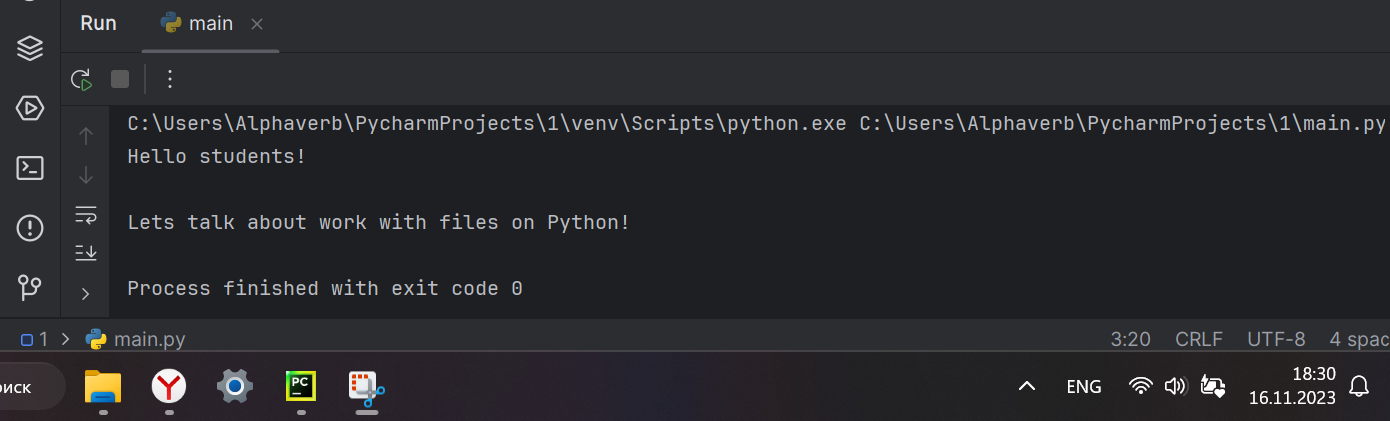 Run main
C:\Users\Alphaverb\PycharmProjects\1\venv\Scripts\python.exe C:\Users\Alphaverb\PycharmProjects\1\main.py
Hello students!
Lets talk about work with files on Python!
Process finished with exit code 0
1 > main.py 3:20 CRLF UTF-8 4 spac
оиск PC ENG 18:30
16.11.2023